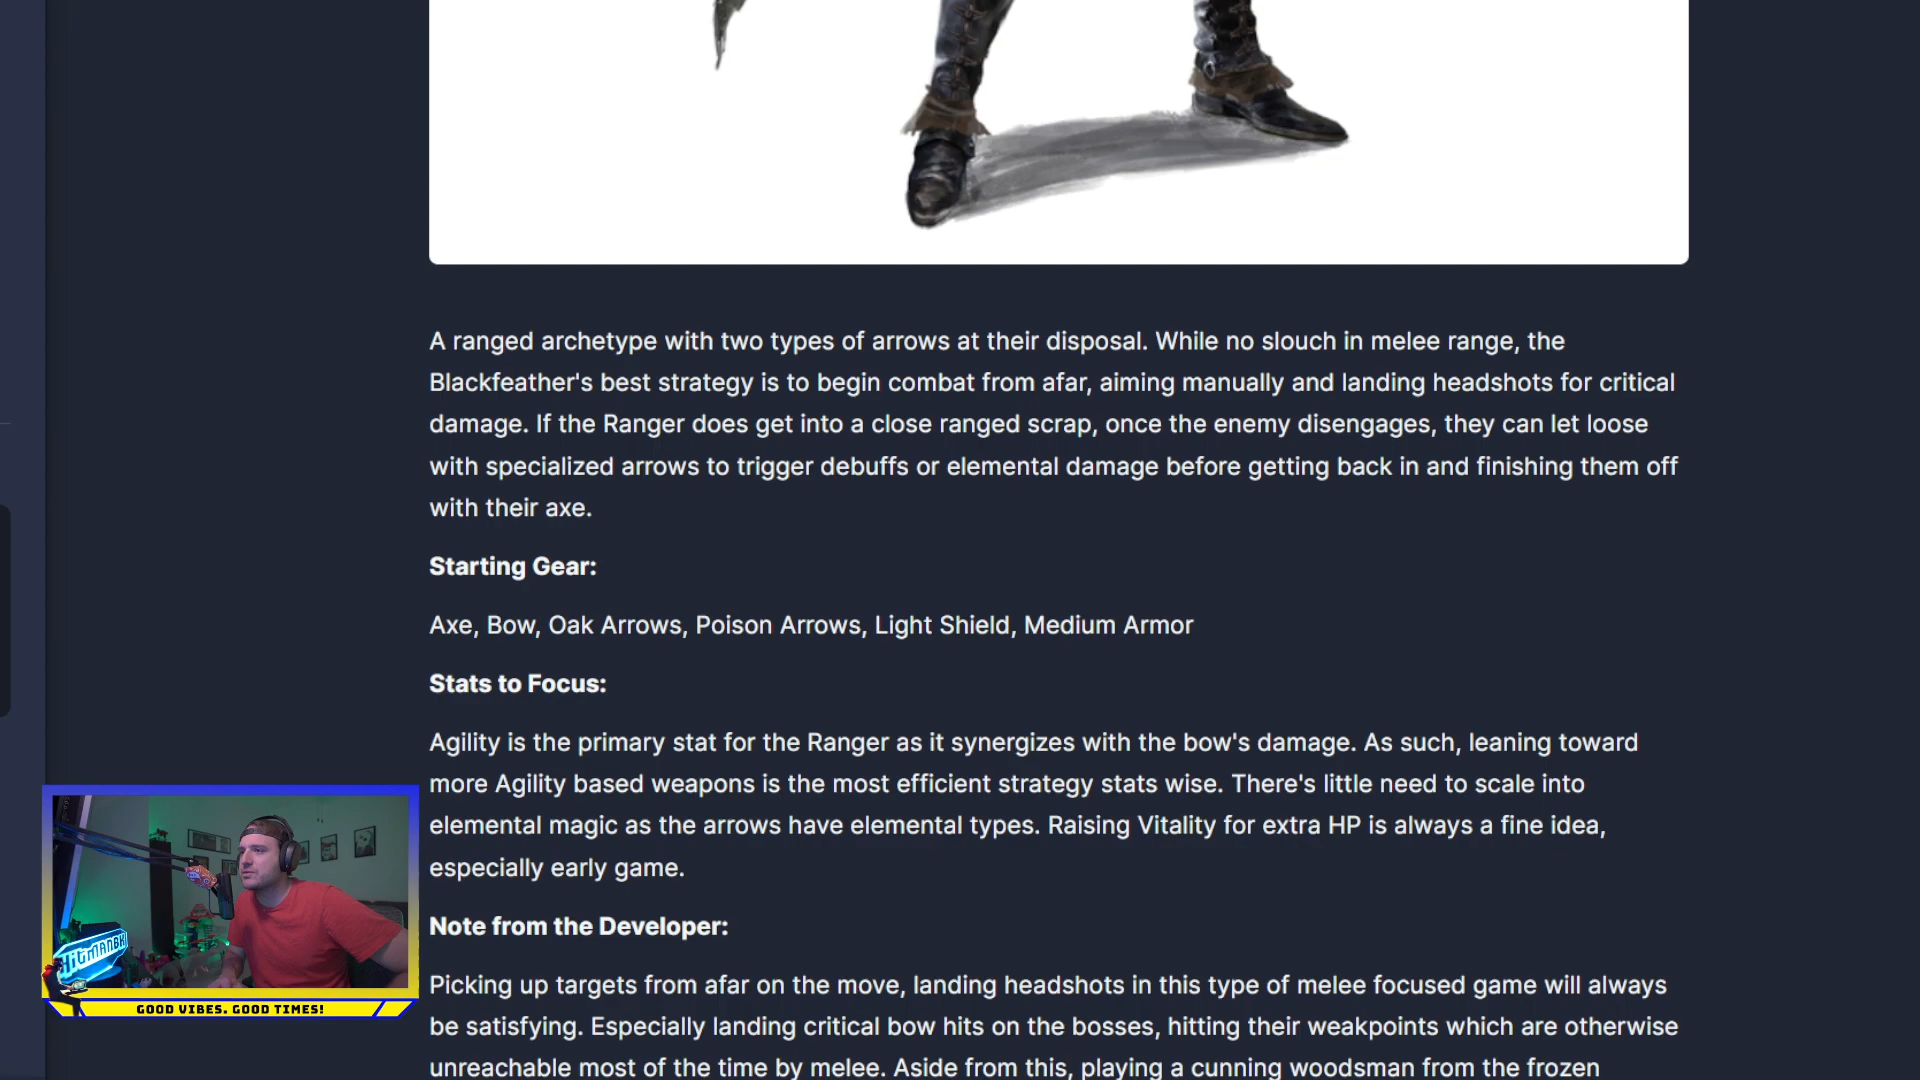 A ranged archetype with two types of arrows at their disposal. While no slouch in melee range, the
Blackfeather's best strategy is to begin combat from afar, aiming manually and landing headshots for critical
damage. If the Ranger does get into a close ranged scrap, once the enemy disengages, they can let loose
with specialized arrows to trigger debuffs or elemental damage before getting back in and finishing them off
with their axe.
Starting Gear:
Axe, Bow, Oak Arrows, Poison Arrows, Light Shield, Medium Armor
Stats to Focus:
Agility is the primary stat for the Ranger as it synergizes with the bow's damage. As such, leaning toward
more Agility based weapons is the most efficient strategy stats wise. There's little need to scale into
elemental magic as the arrows have elemental types. Raising Vitality for extra HP is always a fine idea,
especially early game.
Note from the Developer:
Picking up targets from afar on the move, landing headshots in this type of melee focused game will always
be satisfying. Especially landing critical bow hits on the bosses, hitting their weakpoints which are otherwise
unreachable most of the time by melee. Aside from this, playing a cunning woodsman from the frozen
HITMANBK
GOOD VIBES. GOOD TIMES!